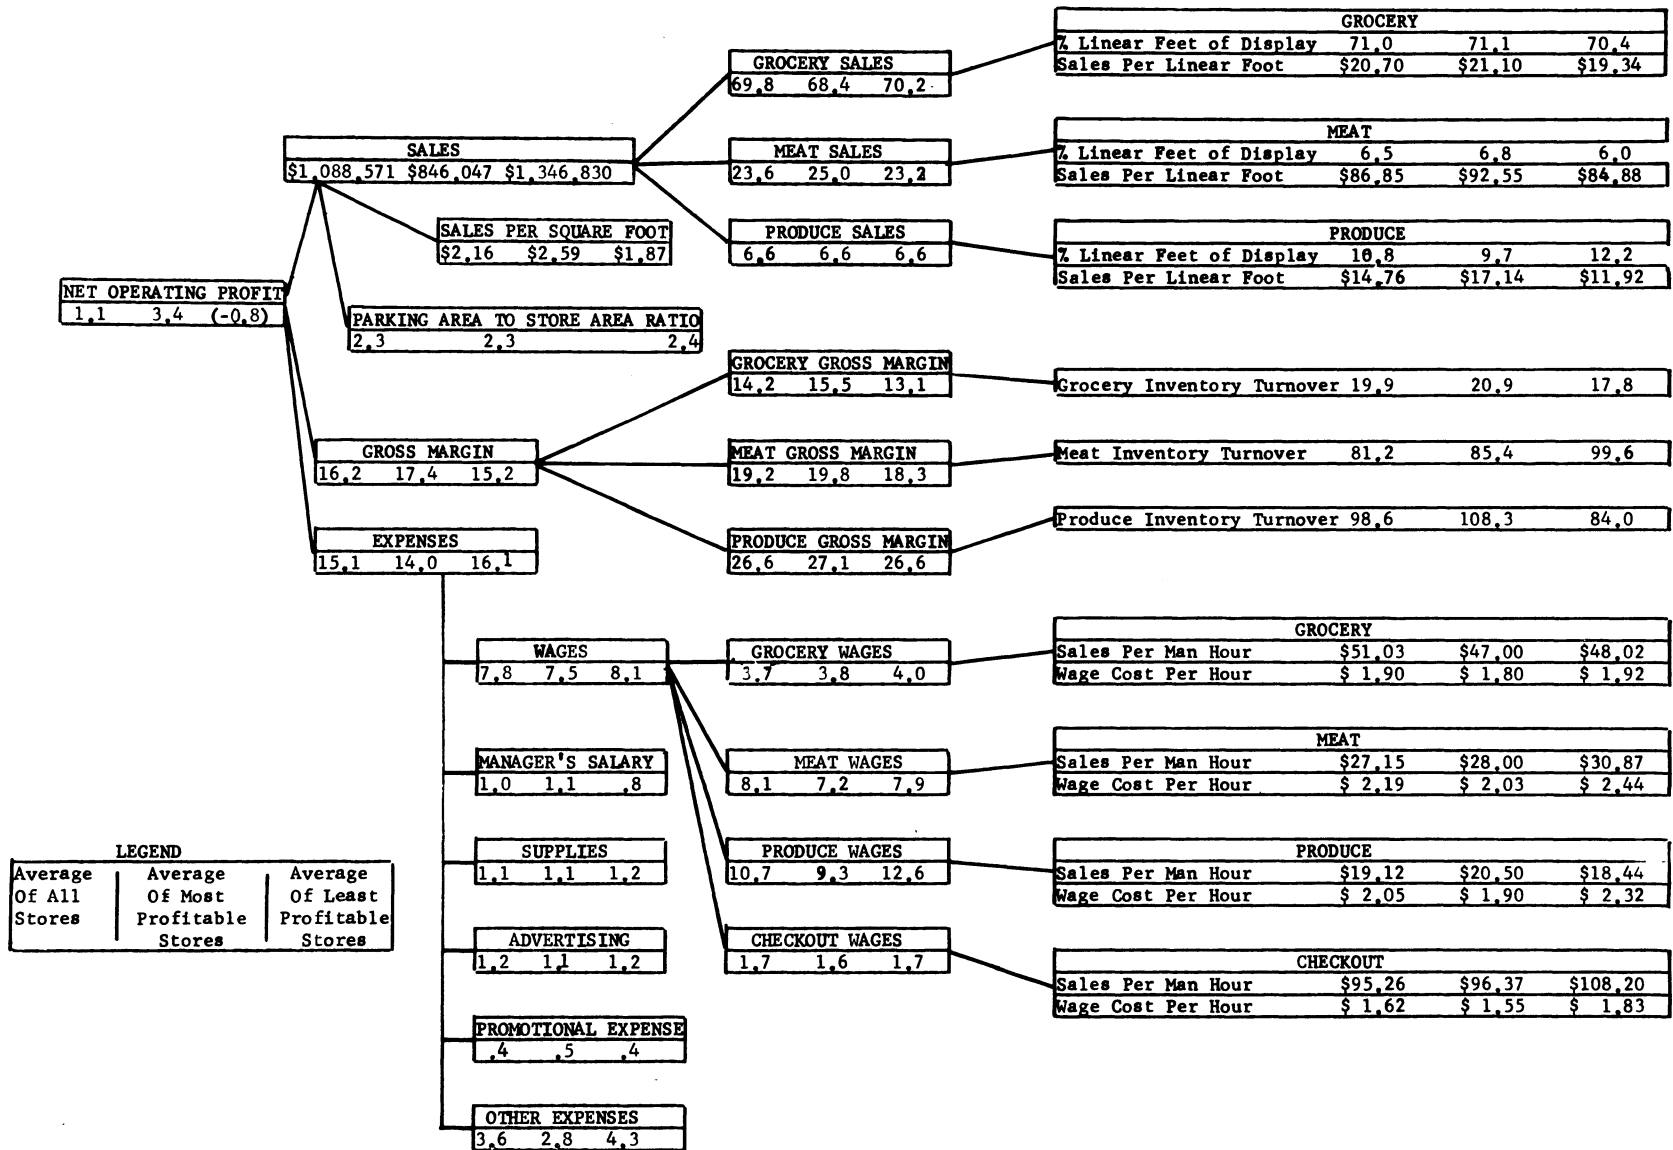 GROCERY
% Linear Feet of Display 71.0 71.1 70.4
Sales Per Linear Foot $20.70 $21.10 $19.34
GROCERY SALES
69.8 68.4 70.2
MEAT
% Linear Feet of Display 6.5 6.8 6.0
Sales Per Linear Foot $86.85 $92.55 $84.88
SALES
$1,088,571 $846,047 $1,346,830
MEAT SALES
23.6 25.0 23.2
SALES PER SQUARE FOOT
$2.16 $2.59 $1.87
PRODUCE SALES
6.6 6.6 6.6
PRODUCE
% Linear Feet of Display 10.8 9.7 12.2
Sales Per Linear Foot $14.76 $17.14 $11.92
NET OPERATING PROFIT
1.1 3.4 (-0.8)
PARKING AREA TO STORE AREA RATIO
2.3 2.3 2.4
GROCERY GROSS MARGIN
14.2 15.5 13.1
Grocery Inventory Turnover 19.9 20.9 17.8
GROSS MARGIN
16.2 17.4 15.2
MEAT GROSS MARGIN
19.2 19.8 18.3
Meat Inventory Turnover 81.2 85.4 99.6
EXPENSES
15.1 14.0 16.1
PRODUCE GROSS MARGIN
26.6 27.1 26.6
Produce Inventory Turnover 98.6 108.3 84.0
WAGES
7.8 7.5 8.1
GROCERY WAGES
3.7 3.8 4.0
GROCERY
Sales Per Man Hour $51.03 $47.00 $48.02
Wage Cost Per Hour $ 1.90 $ 1.80 $ 1.92
MANAGER'S SALARY
1.0 1.1 .8
MEAT WAGES
8.1 7.2 7.9
MEAT
Sales Per Man Hour $27.15 $28.00 $30.87
Wage Cost Per Hour $ 2.19 $ 2.03 $ 2.44
SUPPLIES
1.1 1.1 1.2
PRODUCE WAGES
10.7 9.3 12.6
PRODUCE
Sales Per Man Hour $19.12 $20.50 $18.44
Wage Cost Per Hour $ 2.05 $ 1.90 $ 2.32
ADVERTISING
1.2 1.1 1.2
CHECKOUT WAGES
1.7 1.6 1.7
CHECKOUT
Sales Per Man Hour $95.26 $96.37 $108.20
Wage Cost Per Hour $ 1.62 $ 1.55 $ 1.83
PROMOTIONAL EXPENSE
.4 .5 .4
OTHER EXPENSES
3.6 2.8 4.3
LEGEND
Average Average Average
Of All Of Most Of Least
Stores Profitable Profitable
Stores Stores